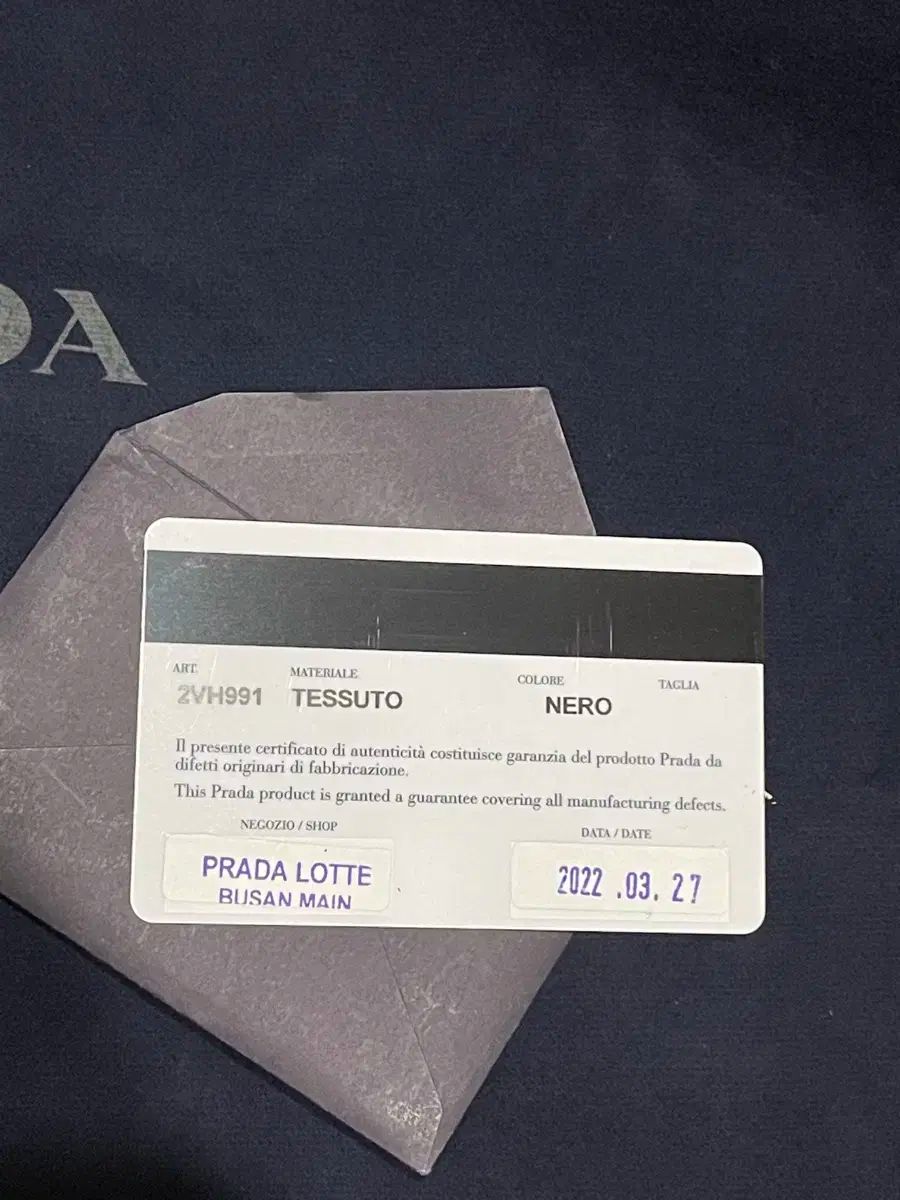 DA
ART. MATERIALE COLORE TAGLIA
2VH991 TESSUTO NERO
Il presente certificato di autenticità costituisce garanzia del prodotto Prada da
difetti originari di fabbricazione.
This Prada product is granted a guarantee covering all manufacturing defects.
NEGOZIO / SHOP DATA / DATE
PRADA LOTTE 2022 .03. 27
BUSAN MAIN